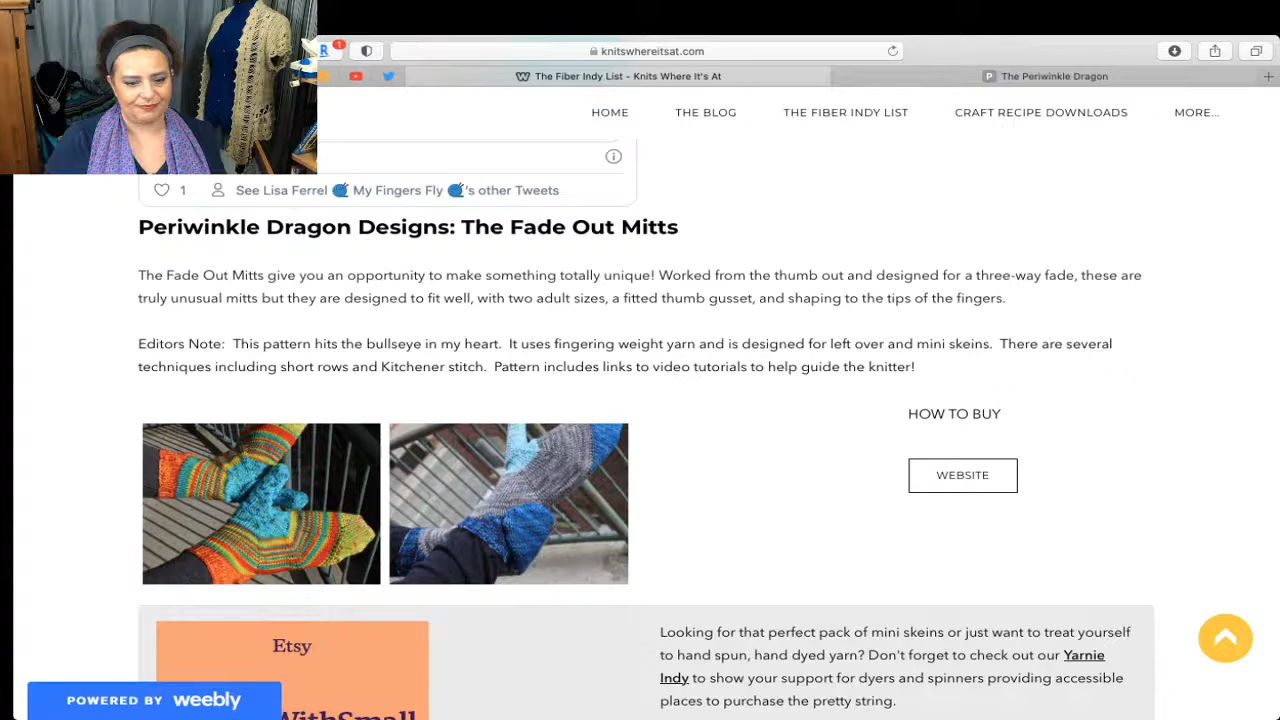 R
1
knitswhereitsat.com
The Fiber Indy List - Knits Where It's At
P The Periwinkle Dragon
HOME THE BLOG THE FIBER INDY LIST CRAFT RECIPE DOWNLOADS MORE...
1 See Lisa Ferrel 🧶 My Fingers Fly 🧶's other Tweets
Periwinkle Dragon Designs: The Fade Out Mitts
The Fade Out Mitts give you an opportunity to make something totally unique! Worked from the thumb out and designed for a three-way fade, these are
truly unusual mitts but they are designed to fit well, with two adult sizes, a fitted thumb gusset, and shaping to the tips of the fingers.
Editors Note: This pattern hits the bullseye in my heart. It uses fingering weight yarn and is designed for left over and mini skeins. There are several
techniques including short rows and Kitchener stitch. Pattern includes links to video tutorials to help guide the knitter!
HOW TO BUY
WEBSITE
Etsy
WithSmall
Looking for that perfect pack of mini skeins or just want to treat yourself
to hand spun, hand dyed yarn? Don't forget to check out our Yarnie
Indy to show your support for dyers and spinners providing accessible
places to purchase the pretty string.
POWERED BY weebly